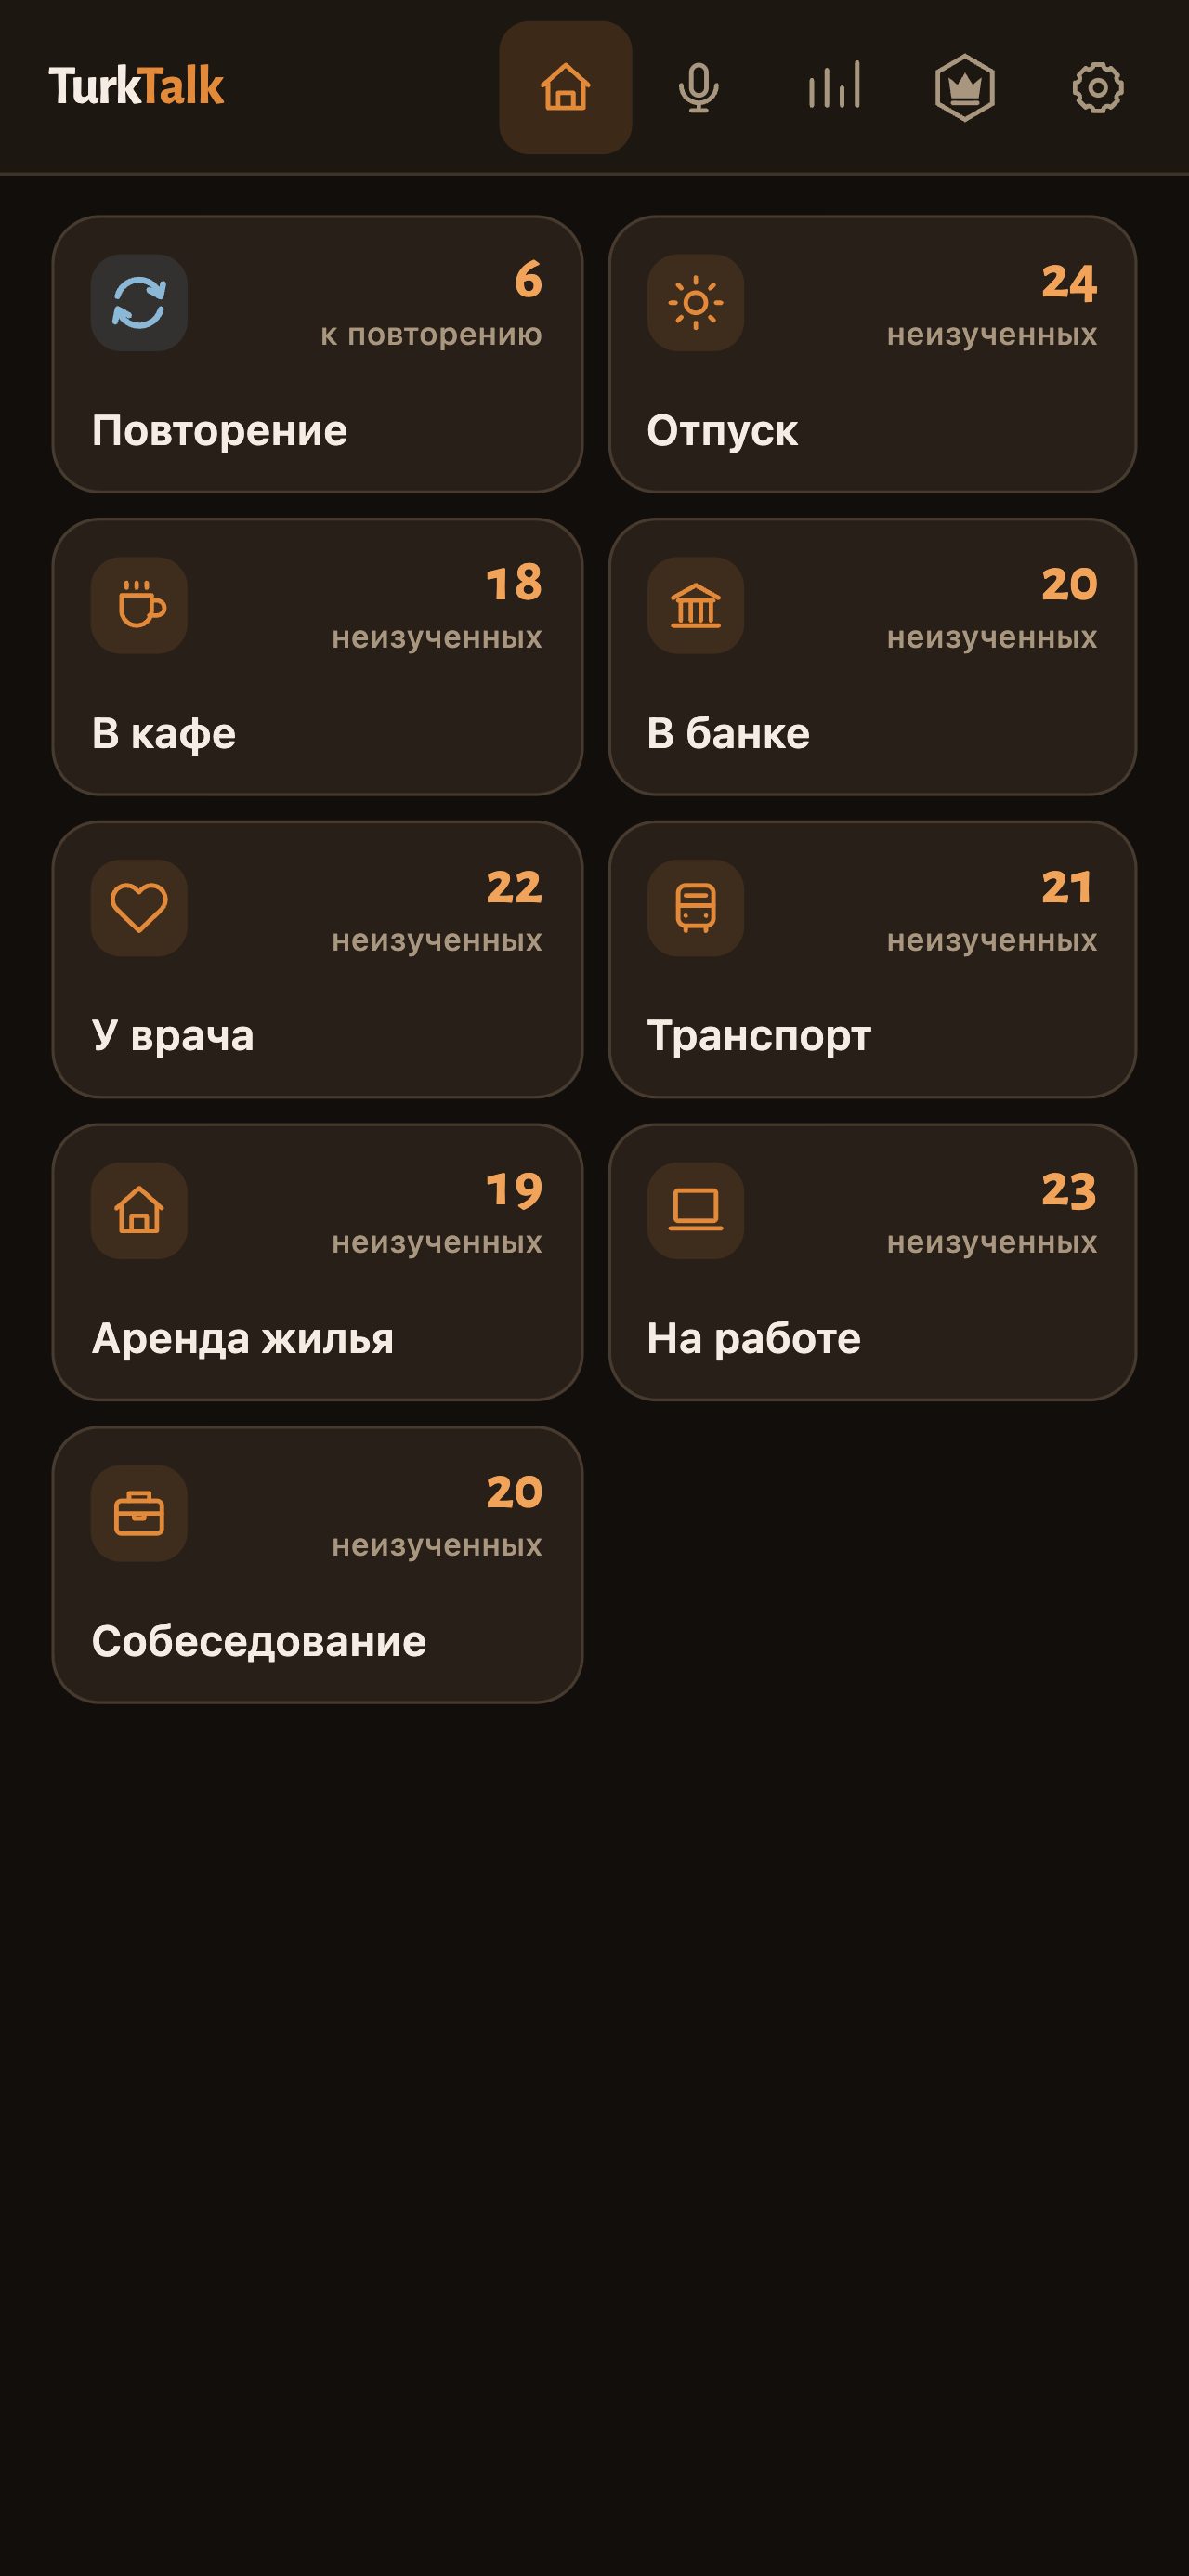 TurkTalk
6
к повторению
Повторение
24
неизученных
Отпуск
18
неизученных
В кафе
20
неизученных
В банке
22
неизученных
У врача
21
неизученных
Транспорт
19
неизученных
Аренда жилья
23
неизученных
На работе
20
неизученных
Собеседование